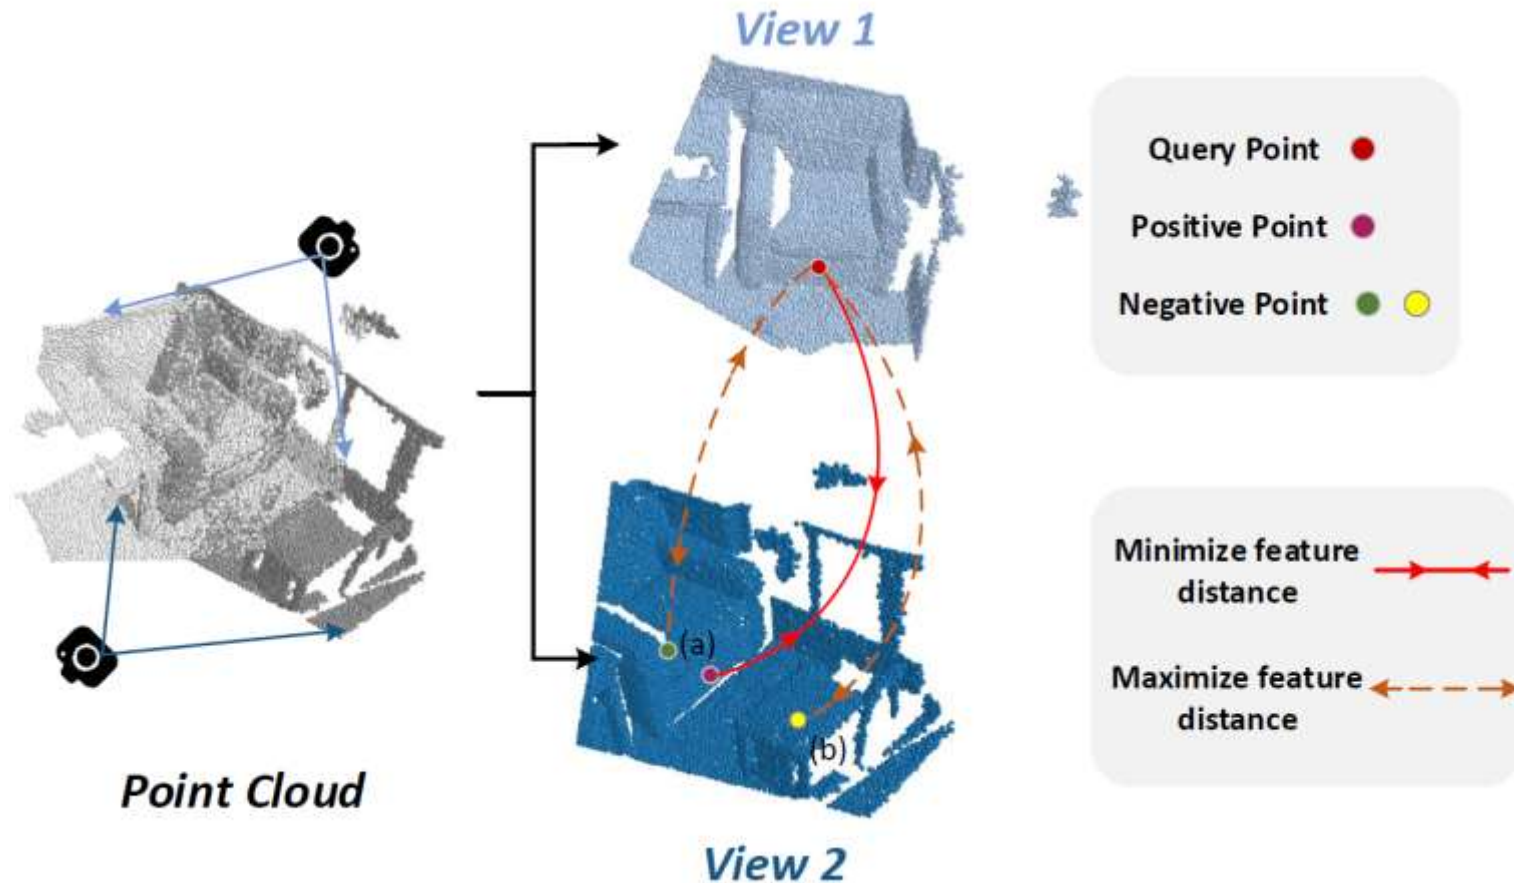 View 1
Query Point
Positive Point
Negative Point
(a)
(b)
Minimize feature
distance
Maximize feature
distance
Point Cloud
View 2